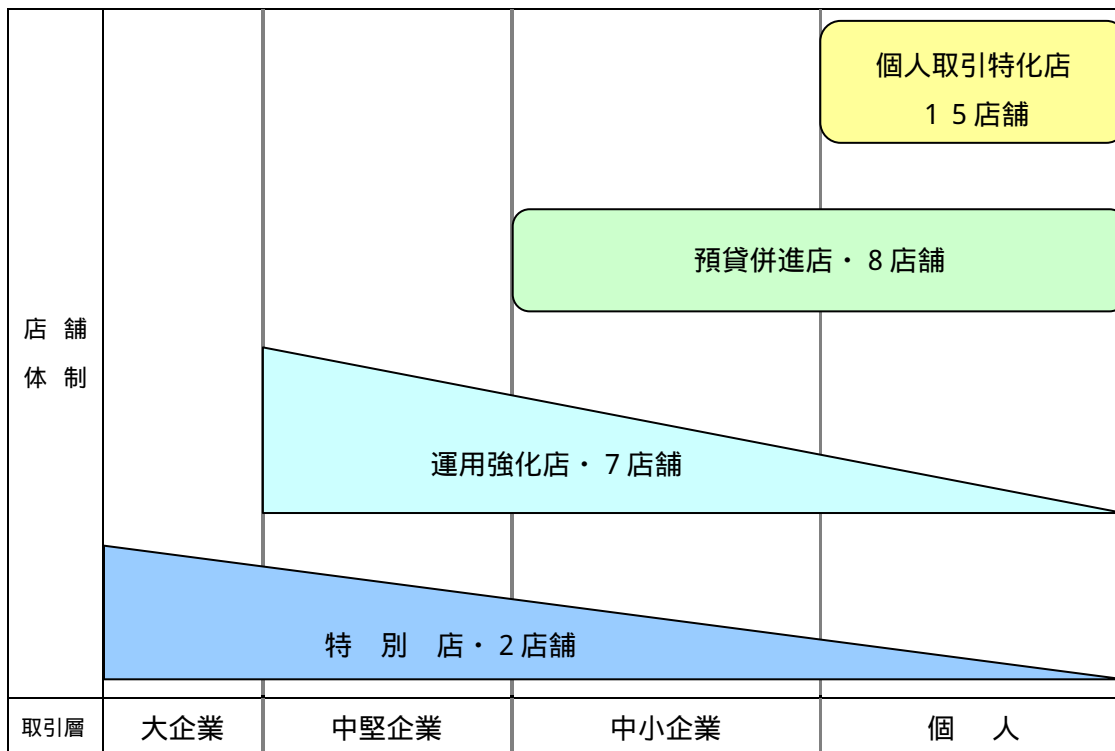 個人取引特化店
１５店舗
預貸併進店・８店舗
店 舗
体 制
運用強化店・７店舗
特 別 店・２店舗
取引層 大企業 中堅企業 中小企業 個 人